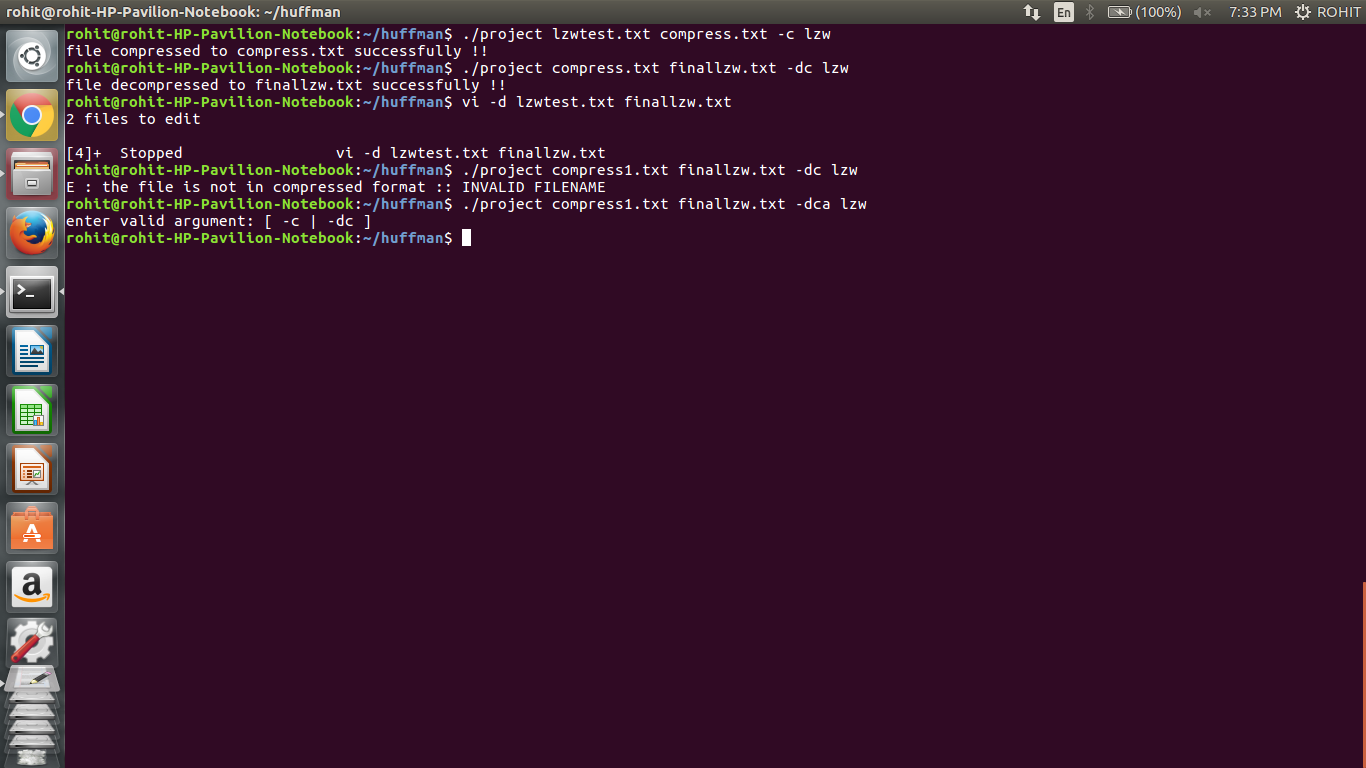 rohit@rohit-HP-Pavilion-Notebook: ~/huffman
En
(100%)
7:33 PM
ROHIT
rohit@rohit-HP-Pavilion-Notebook:~/huffman$ ./project lzwtest.txt compress.txt -c lzw
file compressed to compress.txt successfully !!
rohit@rohit-HP-Pavilion-Notebook:~/huffman$ ./project compress.txt finallzw.txt -dc lzw
file decompressed to finallzw.txt successfully !!
rohit@rohit-HP-Pavilion-Notebook:~/huffman$ vi -d lzwtest.txt finallzw.txt
2 files to edit
[4]+  Stopped                 vi -d lzwtest.txt finallzw.txt
rohit@rohit-HP-Pavilion-Notebook:~/huffman$ ./project compress1.txt finallzw.txt -dc lzw
E : the file is not in compressed format :: INVALID FILENAME
rohit@rohit-HP-Pavilion-Notebook:~/huffman$ ./project compress1.txt finallzw.txt -dca lzw
enter valid argument: [ -c | -dc ]
rohit@rohit-HP-Pavilion-Notebook:~/huffman$